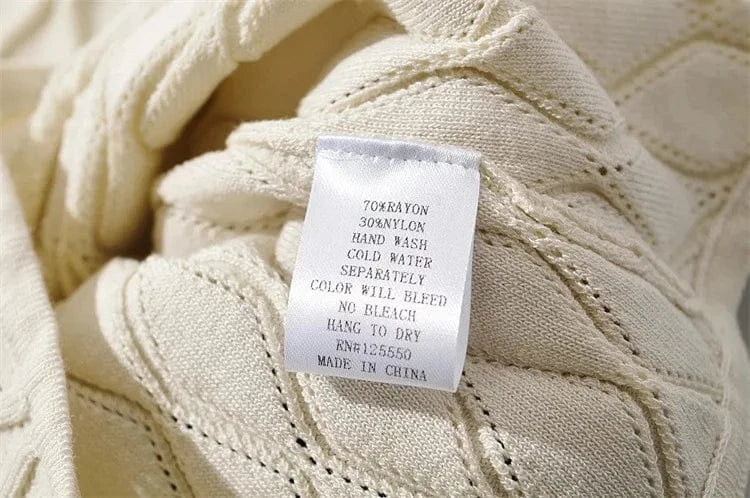 70%RAYON
30%NYLON
HAND WASH
COLD WATER
SEPARATELY
COLOR WILL BLEED
NO BLEACH
HANG TO DRY
RN#125550
MADE IN CHINA